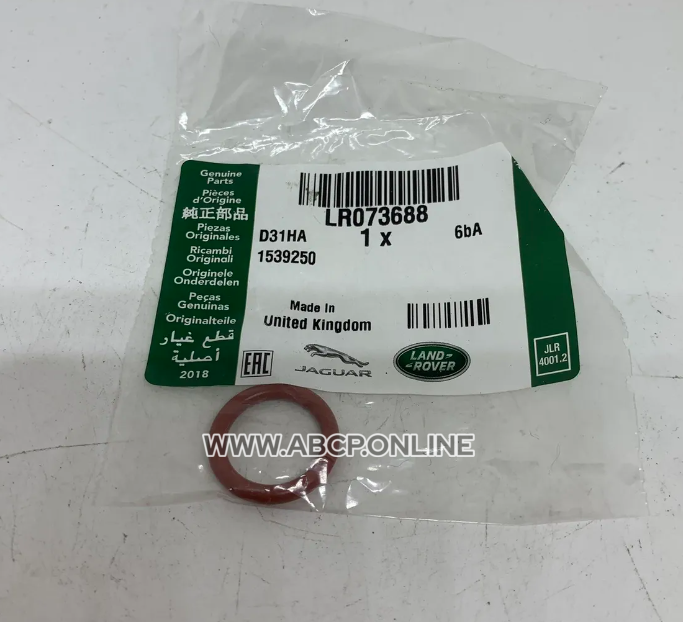 Genuine
Parts
Pièces
d'Origine
純正部品
Piezas
Originales
Ricambi
Originali
Originele
Onderdelen
Peças
Genuinas
Originalteile
قطع غيار
أصلية
2018
LR073688
D31HA
1 x
6bA
1539250
Made In
United Kingdom
EAC
JAGUAR
LAND-
-ROVER
JLR
4001.2
WWW.ABCP.ONLINE